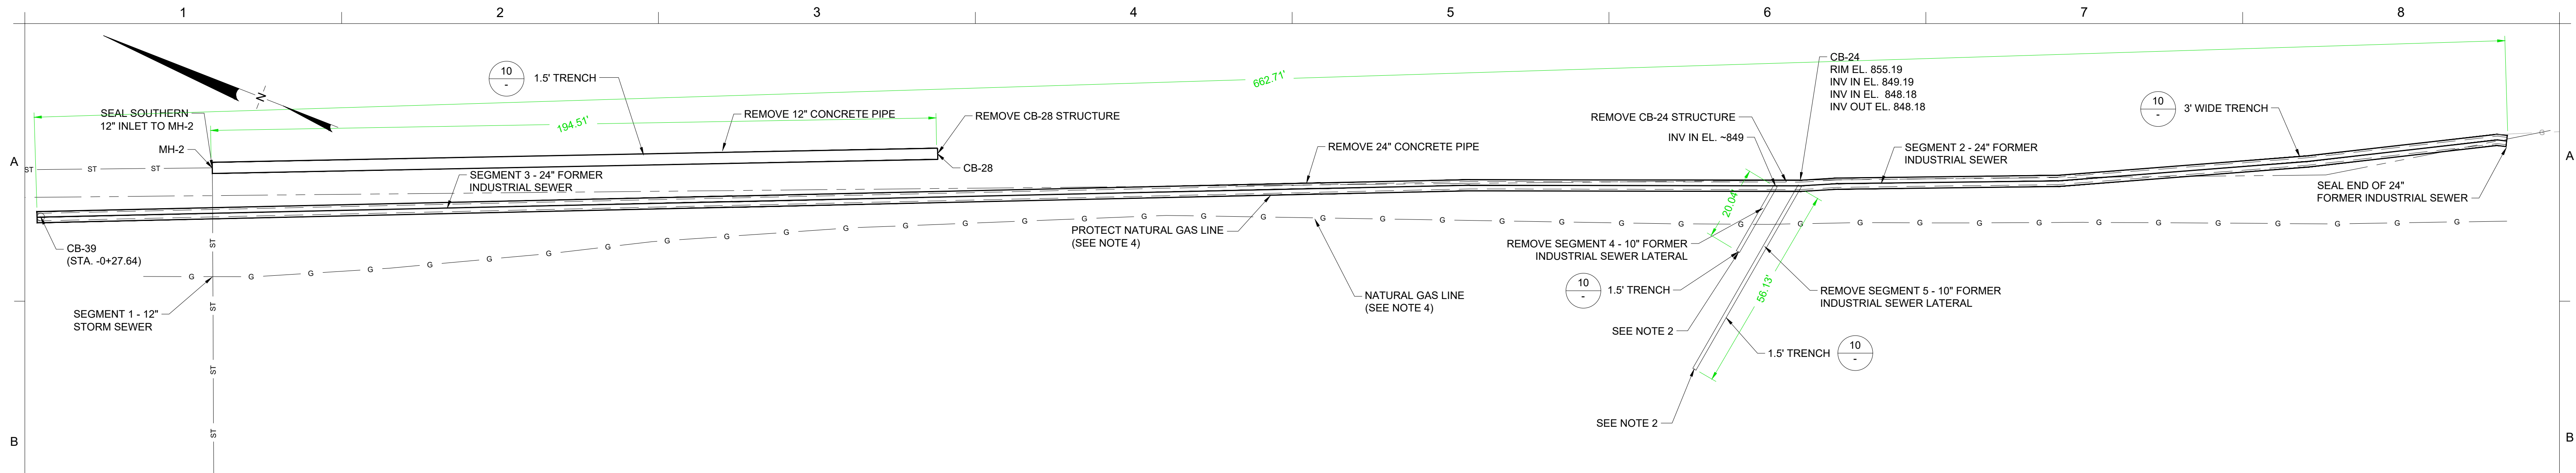 1
2
3
4
5
6
7
8
A
A
B
B
-N-
662.71'
194.51'
20.04'
56.13'
10
-
1.5' TRENCH
SEAL SOUTHERN
12" INLET TO MH-2
MH-2
REMOVE 12" CONCRETE PIPE
REMOVE CB-28 STRUCTURE
CB-28
SEGMENT 3 - 24" FORMER
INDUSTRIAL SEWER
REMOVE 24" CONCRETE PIPE
REMOVE CB-24 STRUCTURE
INV IN EL. ~849
CB-24
RIM EL. 855.19
INV IN EL. 849.19
INV IN EL. 848.18
INV OUT EL. 848.18
SEGMENT 2 - 24" FORMER
INDUSTRIAL SEWER
10
-
3' WIDE TRENCH
SEAL END OF 24"
FORMER INDUSTRIAL SEWER
CB-39
(STA. -0+27.64)
SEGMENT 1 - 12"
STORM SEWER
PROTECT NATURAL GAS LINE
(SEE NOTE 4)
NATURAL GAS LINE
(SEE NOTE 4)
REMOVE SEGMENT 4 - 10" FORMER
INDUSTRIAL SEWER LATERAL
10
-
1.5' TRENCH
SEE NOTE 2
REMOVE SEGMENT 5 - 10" FORMER
INDUSTRIAL SEWER LATERAL
1.5' TRENCH
10
-
SEE NOTE 2
ST ST ST
ST
ST
ST
ST
G G G G G G G G G G G G G G G G G G G G G G G G G G G G G G G G G G G G G G G G
G